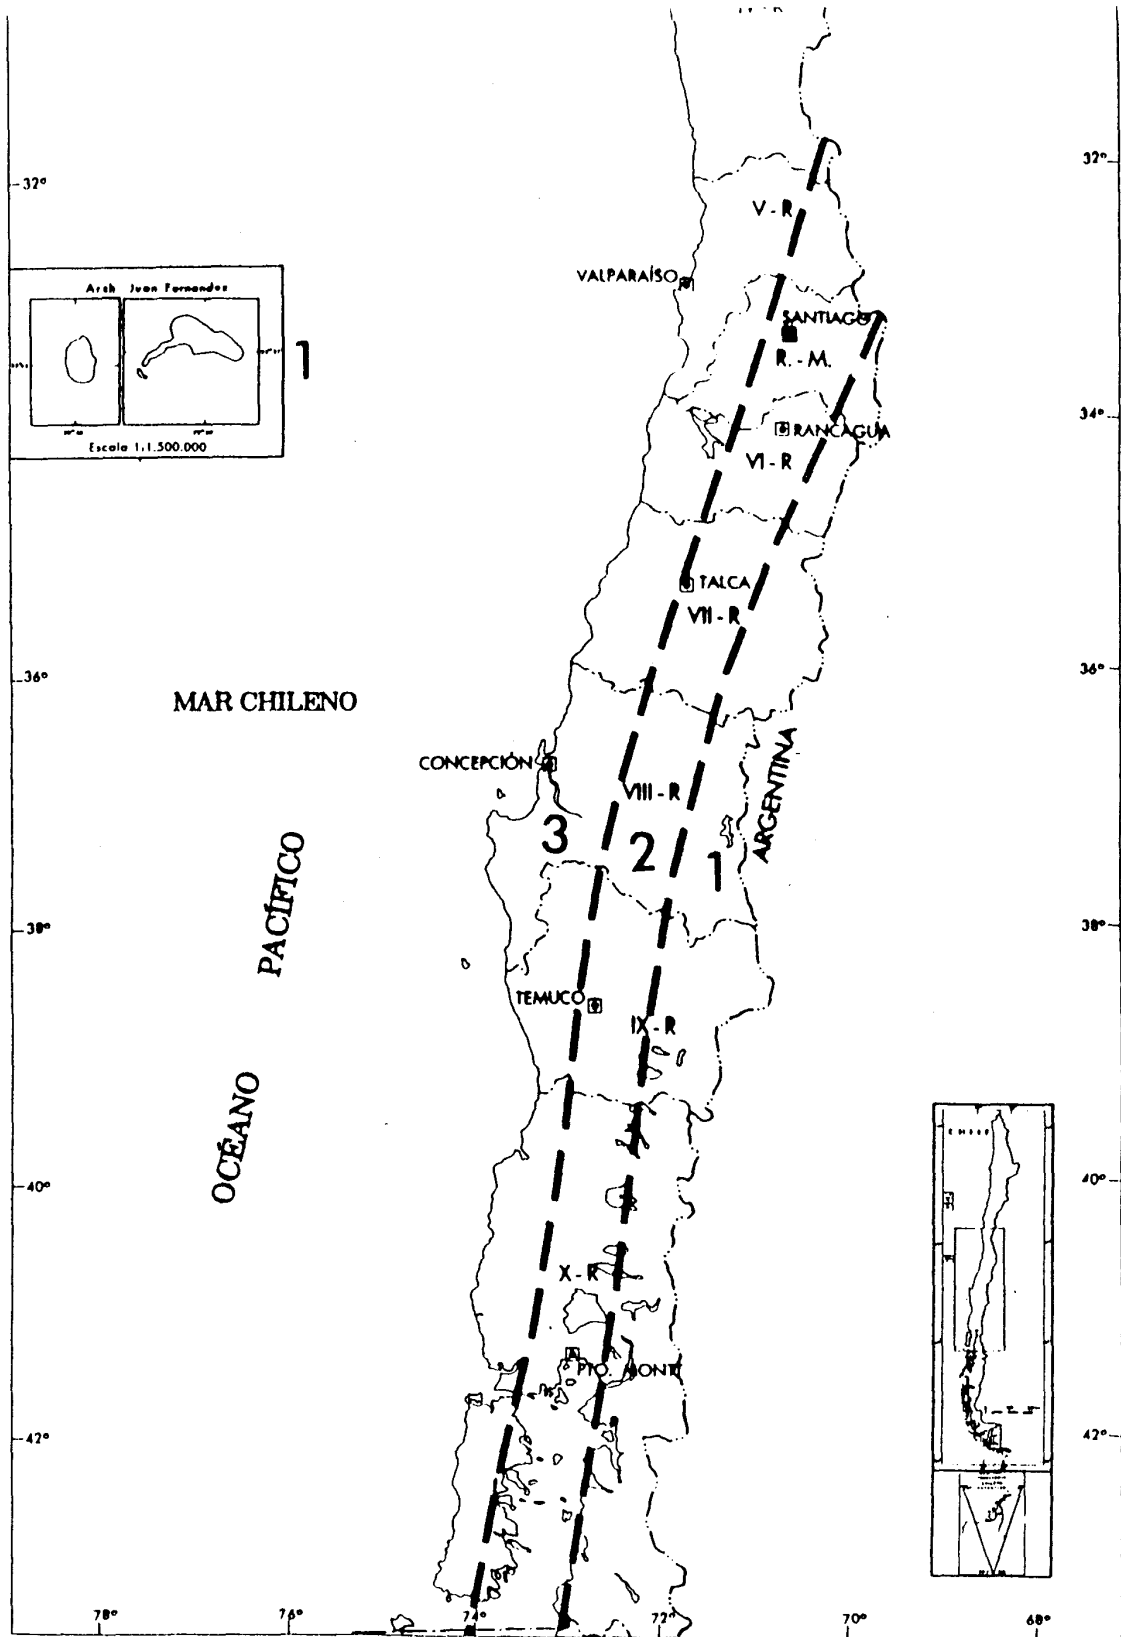 32°
32°
V - R
VALPARAÍSO
Arch Juan Fernandez
1
Escala 1:1.500.000
SANTIAGO
R. - M.
34°
RANCAGUA
VI - R
TALCA
VII - R
36°
36°
MAR CHILENO
CONCEPCIÓN
VIII - R
ARGENTINA
3
2
1
PACÍFICO
38°
38°
TEMUCO
IX - R
OCÉANO
CHILE
40°
40°
X - R
PTO. MONTT
42°
42°
78°
76°
74°
72°
70°
68°